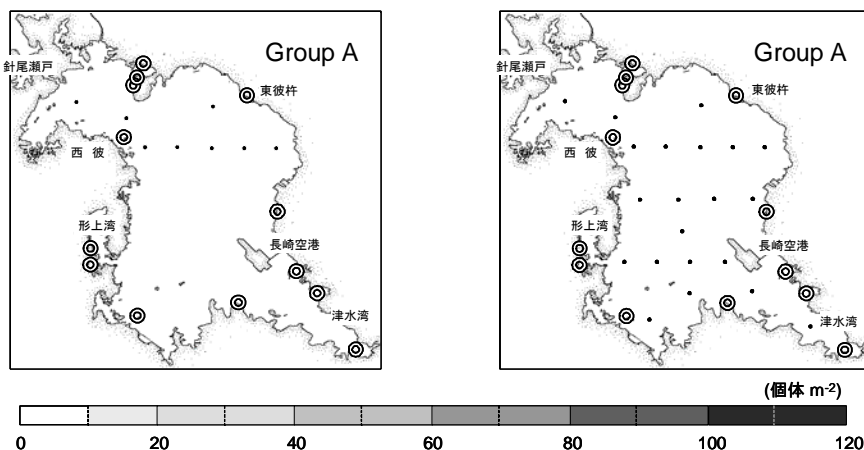 Group A
針尾瀬戸
東彼杵
西 彼
形上湾
長崎空港
津水湾
Group A
針尾瀬戸
東彼杵
西 彼
形上湾
長崎空港
津水湾
(個体 m-2)
0 20 40 60 80 100 120